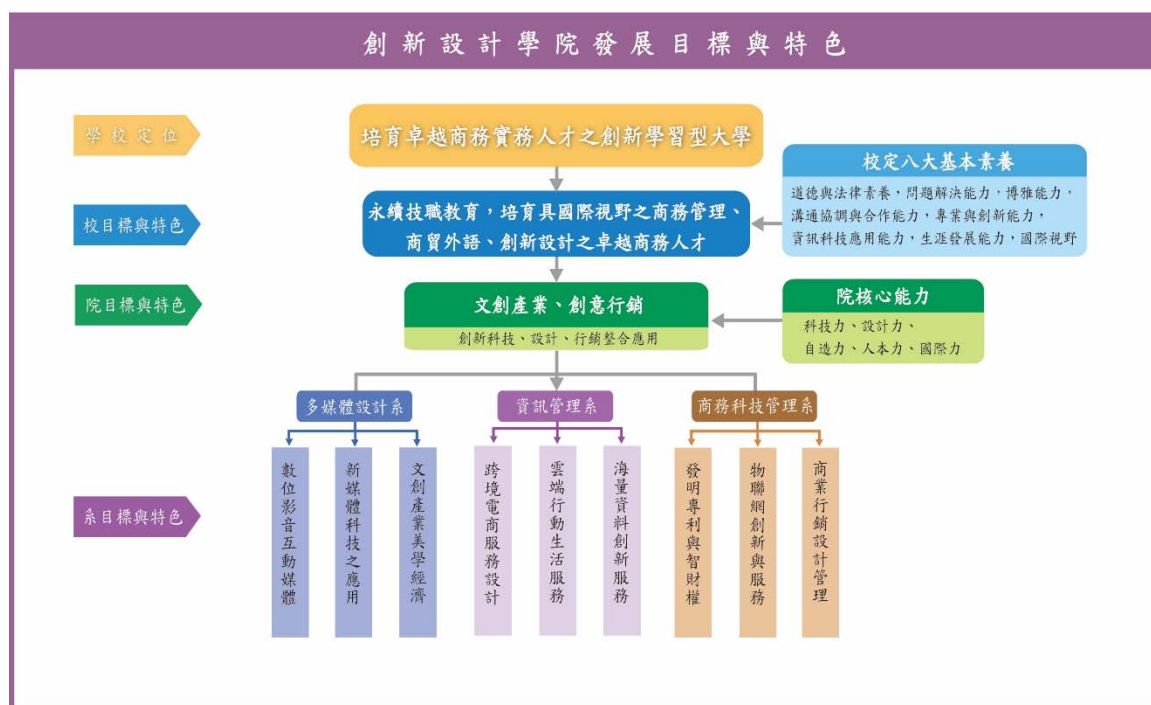 創新設計學院發展目標與特色
學校定位
培育卓越商務實務人才之創新學習型大學
校定八大基本素養
道德與法律素養，問題解決能力，博雅能力，
溝通協調與合作能力，專業與創新能力，
資訊科技應用能力，生涯發展能力，國際視野
校目標與特色
永續技職教育，培育具國際視野之商務管理、
商貿外語、創新設計之卓越商務人才
院目標與特色
文創產業、創意行銷
創新科技、設計、行銷整合應用
院核心能力
科技力、設計力、
自造力、人本力、國際力
多媒體設計系
資訊管理系
商務科技管理系
系目標與特色
數位影音互動媒體
新媒體科技之應用
文創產業美學經濟
跨境電商服務設計
雲端行動生活服務
海量資料創新服務
發明專利與智財權
物聯網創新與服務
商業行銷設計管理